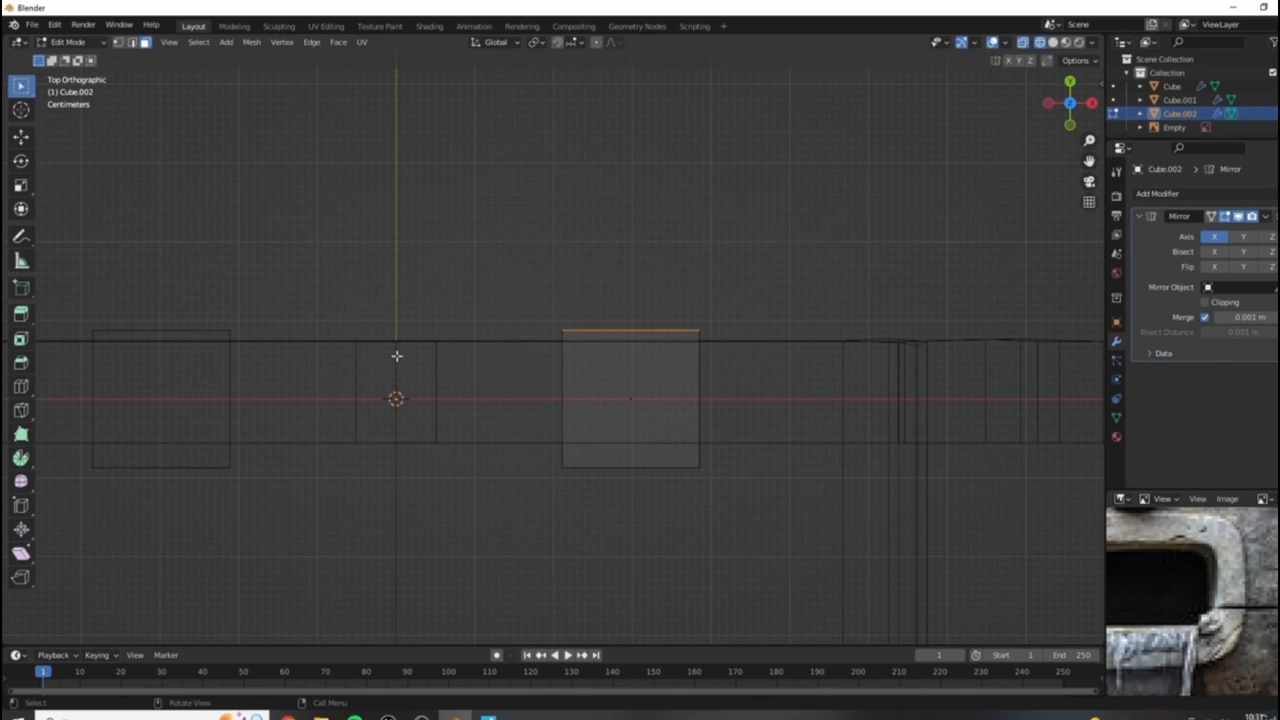 Blender
File Edit Render Window Help Layout Modeling Sculpting UV Editing Texture Paint Shading Animation Rendering Compositing Geometry Nodes Scripting + Scene ViewLayer
Edit Mode View Select Add Mesh Vertex Edge Face UV Global
X Y Z Options
Top Orthographic
(1) Cube.002
Centimeters
Y
Z X
Scene Collection
Collection
Cube
Cube.001
Cube.002
Empty
Cube.002 > Mirror
Add Modifier
Mirror
Axis X Y Z
Bisect X Y Z
Flip X Y Z
Mirror Object
Clipping
Merge 0.001 m
Bisect Distance 0.001 m
Data
View View Image
Playback Keying View Marker 1 Start 1 End 250
1 10 20 30 40 50 60 70 80 90 100 110 120 130 140 150 160 170 180 190 200 210 220 230 240 250
Select Rotate View Call Menu